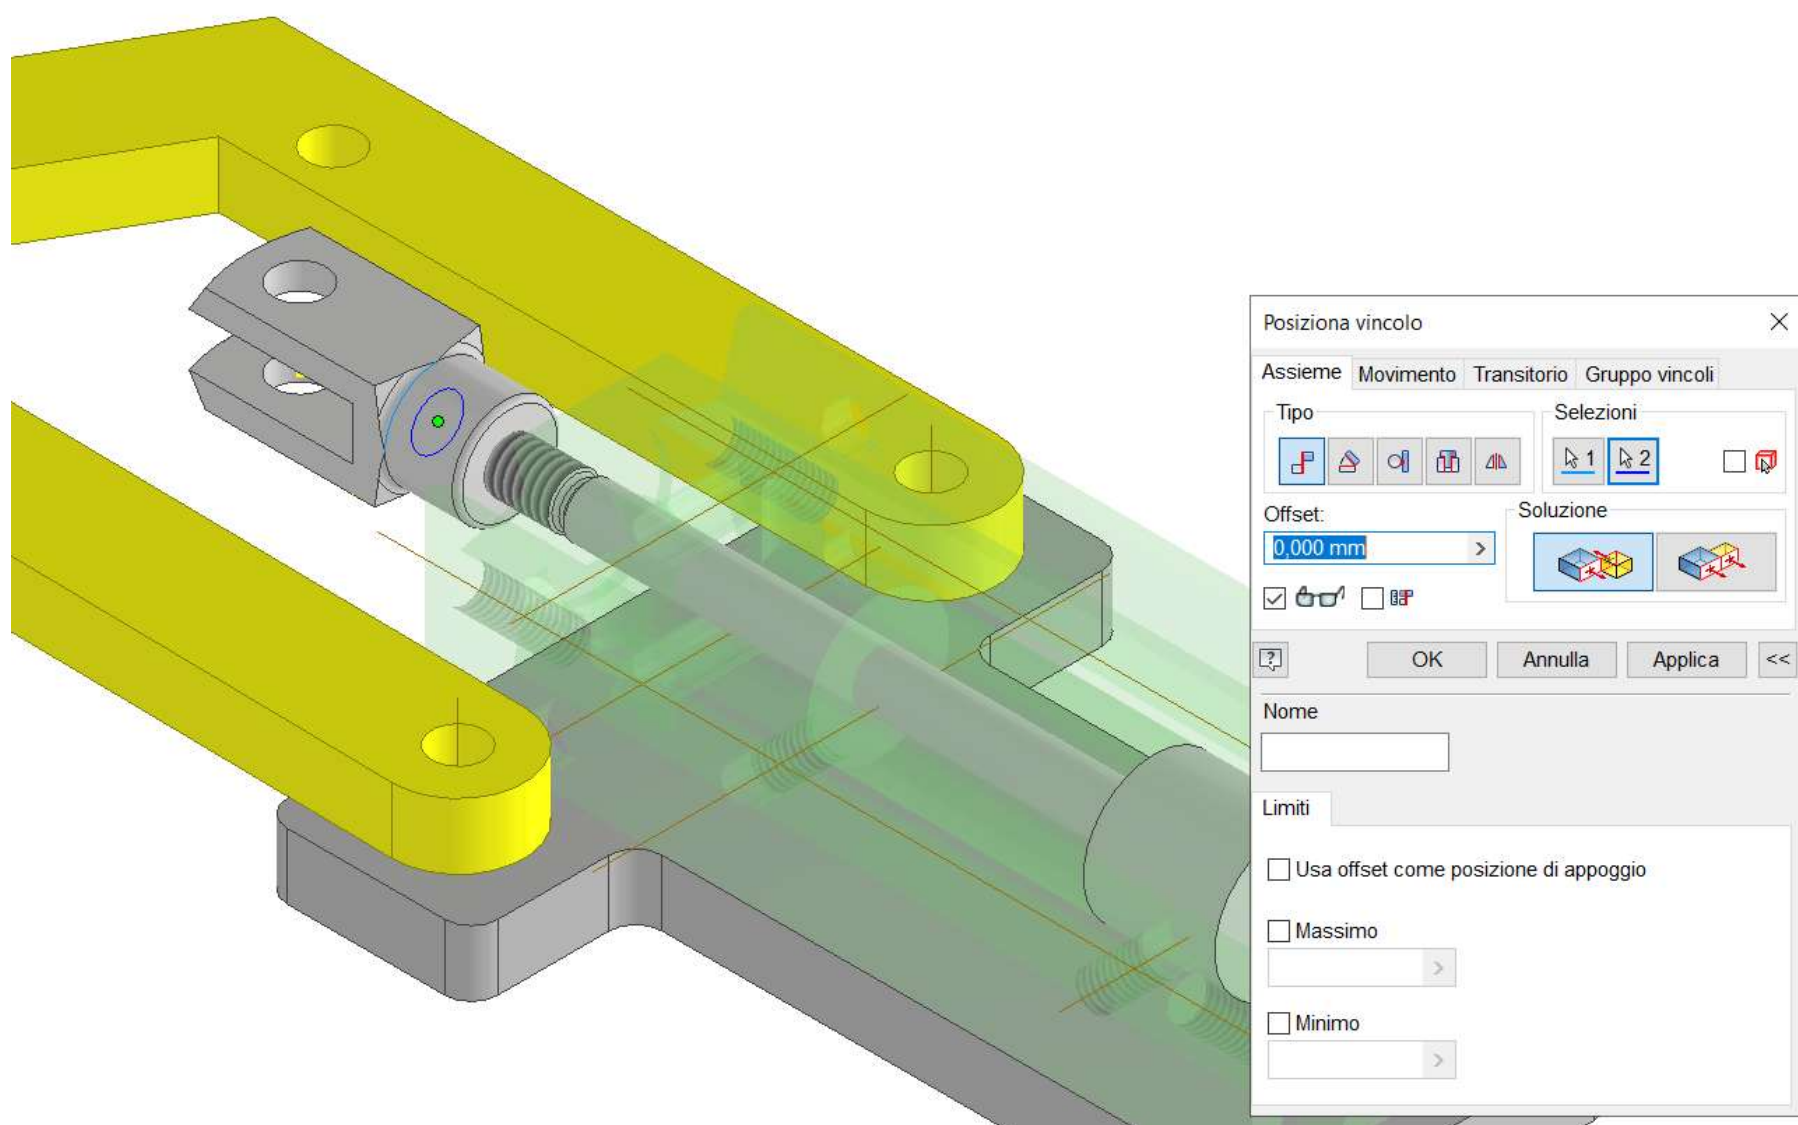 Posiziona vincolo
Assieme Movimento Transitorio Gruppo vincoli
Tipo
Selezioni
1 2
Offset:
Soluzione
0,000 mm
OK Annulla Applica <<
Nome
Limiti
Usa offset come posizione di appoggio
Massimo
Minimo